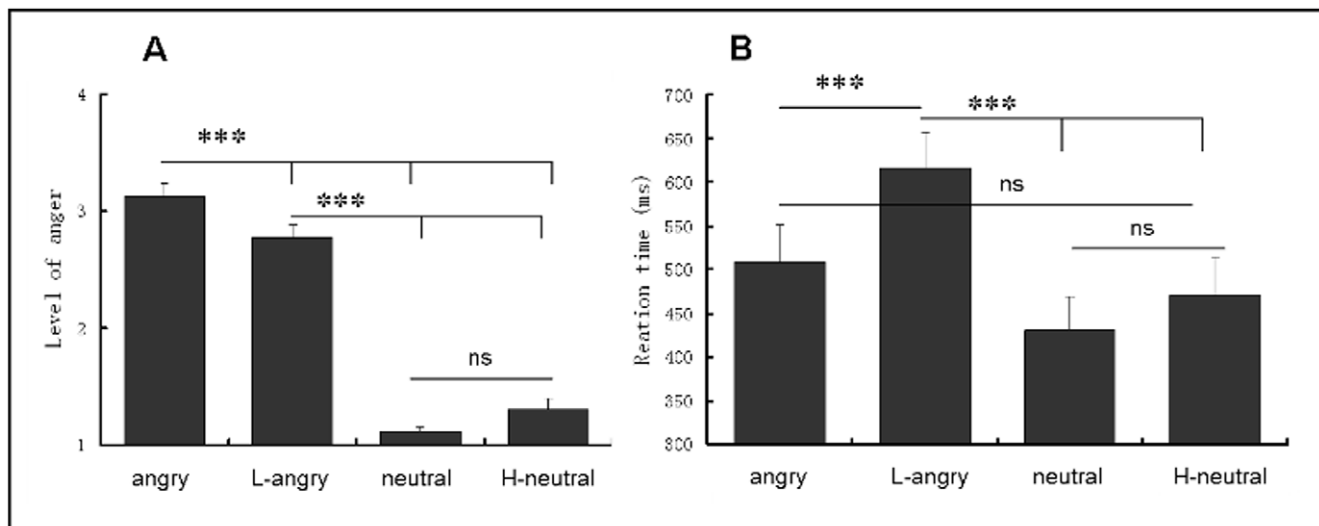 A
***
***
ns
4
3
2
1
Level of anger
angry
L-angry
neutral
H-neutral
B
***
***
ns
ns
700
650
600
550
500
450
400
350
300
Reation time (ms)
angry
L-angry
neutral
H-neutral